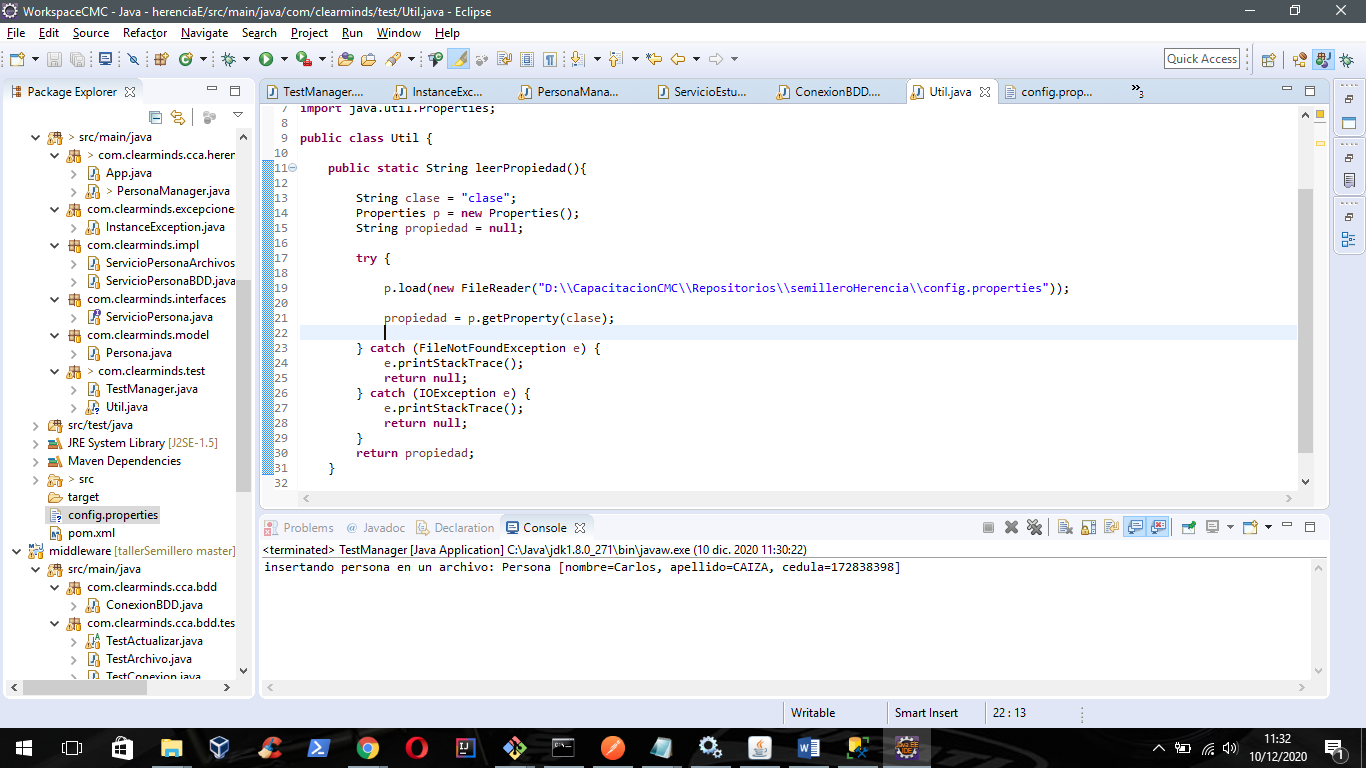 WorkspaceCMC - Java - herenciaE/src/main/java/com/clearminds/test/Util.java - Eclipse
File Edit Source Refactor Navigate Search Project Run Window Help
Quick Access
Package Explorer
> src/main/java
> com.clearminds.cca.heren
App.java
> PersonaManager.java
com.clearminds.excepciones
InstanceException.java
com.clearminds.impl
ServicioPersonaArchivos
ServicioPersonaBDD.java
com.clearminds.interfaces
ServicioPersona.java
com.clearminds.model
Persona.java
> com.clearminds.test
TestManager.java
Util.java
src/test/java
JRE System Library [J2SE-1.5]
Maven Dependencies
> src
target
config.properties
pom.xml
middleware [tallerSemillero master]
src/main/java
com.clearminds.cca.bdd
ConexionBDD.java
com.clearminds.cca.bdd.tes
TestActualizar.java
TestArchivo.java
TestConexion.java
TestManager.... InstanceExc... PersonaMana... ServicioEstu... ConexionBDD.... Util.java config.prop... »3
7 import java.util.Properties;
8
9 public class Util {
10
11 public static String leerPropiedad(){
12
13 String clase = "clase";
14 Properties p = new Properties();
15 String propiedad = null;
16
17 try {
18
19 p.load(new FileReader("D:\\CapacitacionCMC\\Repositorios\\semilleroHerencia\\config.properties"));
20
21 propiedad = p.getProperty(clase);
22
23 } catch (FileNotFoundException e) {
24 e.printStackTrace();
25 return null;
26 } catch (IOException e) {
27 e.printStackTrace();
28 return null;
29 }
30 return propiedad;
31 }
32
Problems @ Javadoc Declaration Console
<terminated> TestManager [Java Application] C:\Java\jdk1.8.0_271\bin\javaw.exe (10 dic. 2020 11:30:22)
insertando persona en un archivo: Persona [nombre=Carlos, apellido=CAIZA, cedula=172838398]
Writable Smart Insert 22 : 13
11:32
10/12/2020
1